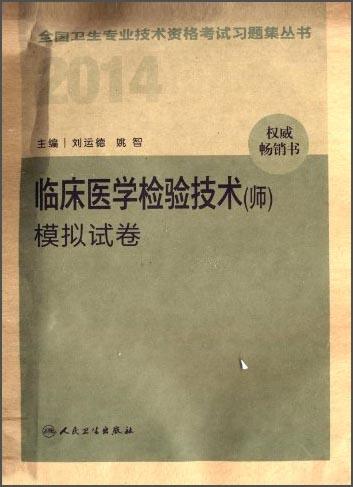 全国卫生专业技术资格考试习题集丛书
2014
主编 | 刘运德 姚智
权威
畅销书
临床医学检验技术(师)
模拟试卷
人民卫生出版社